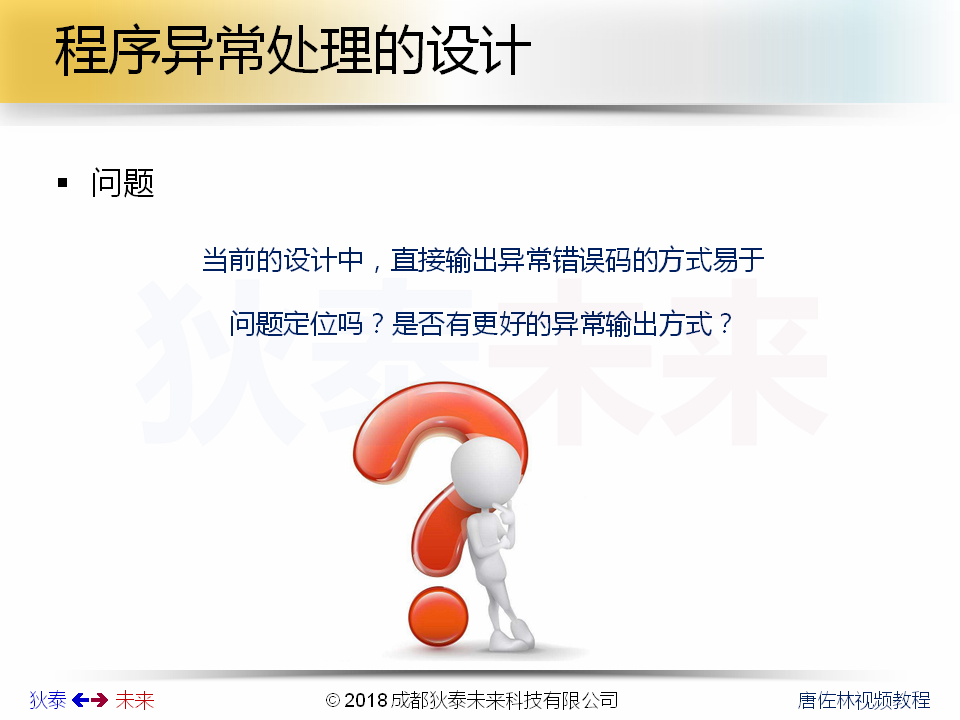 程序异常处理的设计
▪ 问题
当前的设计中，直接输出异常错误码的方式易于
问题定位吗？是否有更好的异常输出方式？
狄泰未来
狄泰 未来
© 2018 成都狄泰未来科技有限公司
唐佐林视频教程